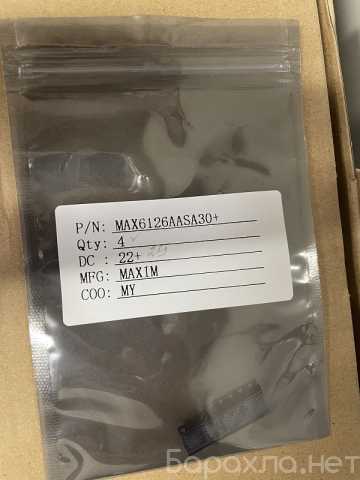 P/N: MAX6126AASA30+
Qty: 4
DC : 22+
MFG: MAXIM
COO: MY
Барахла.нет